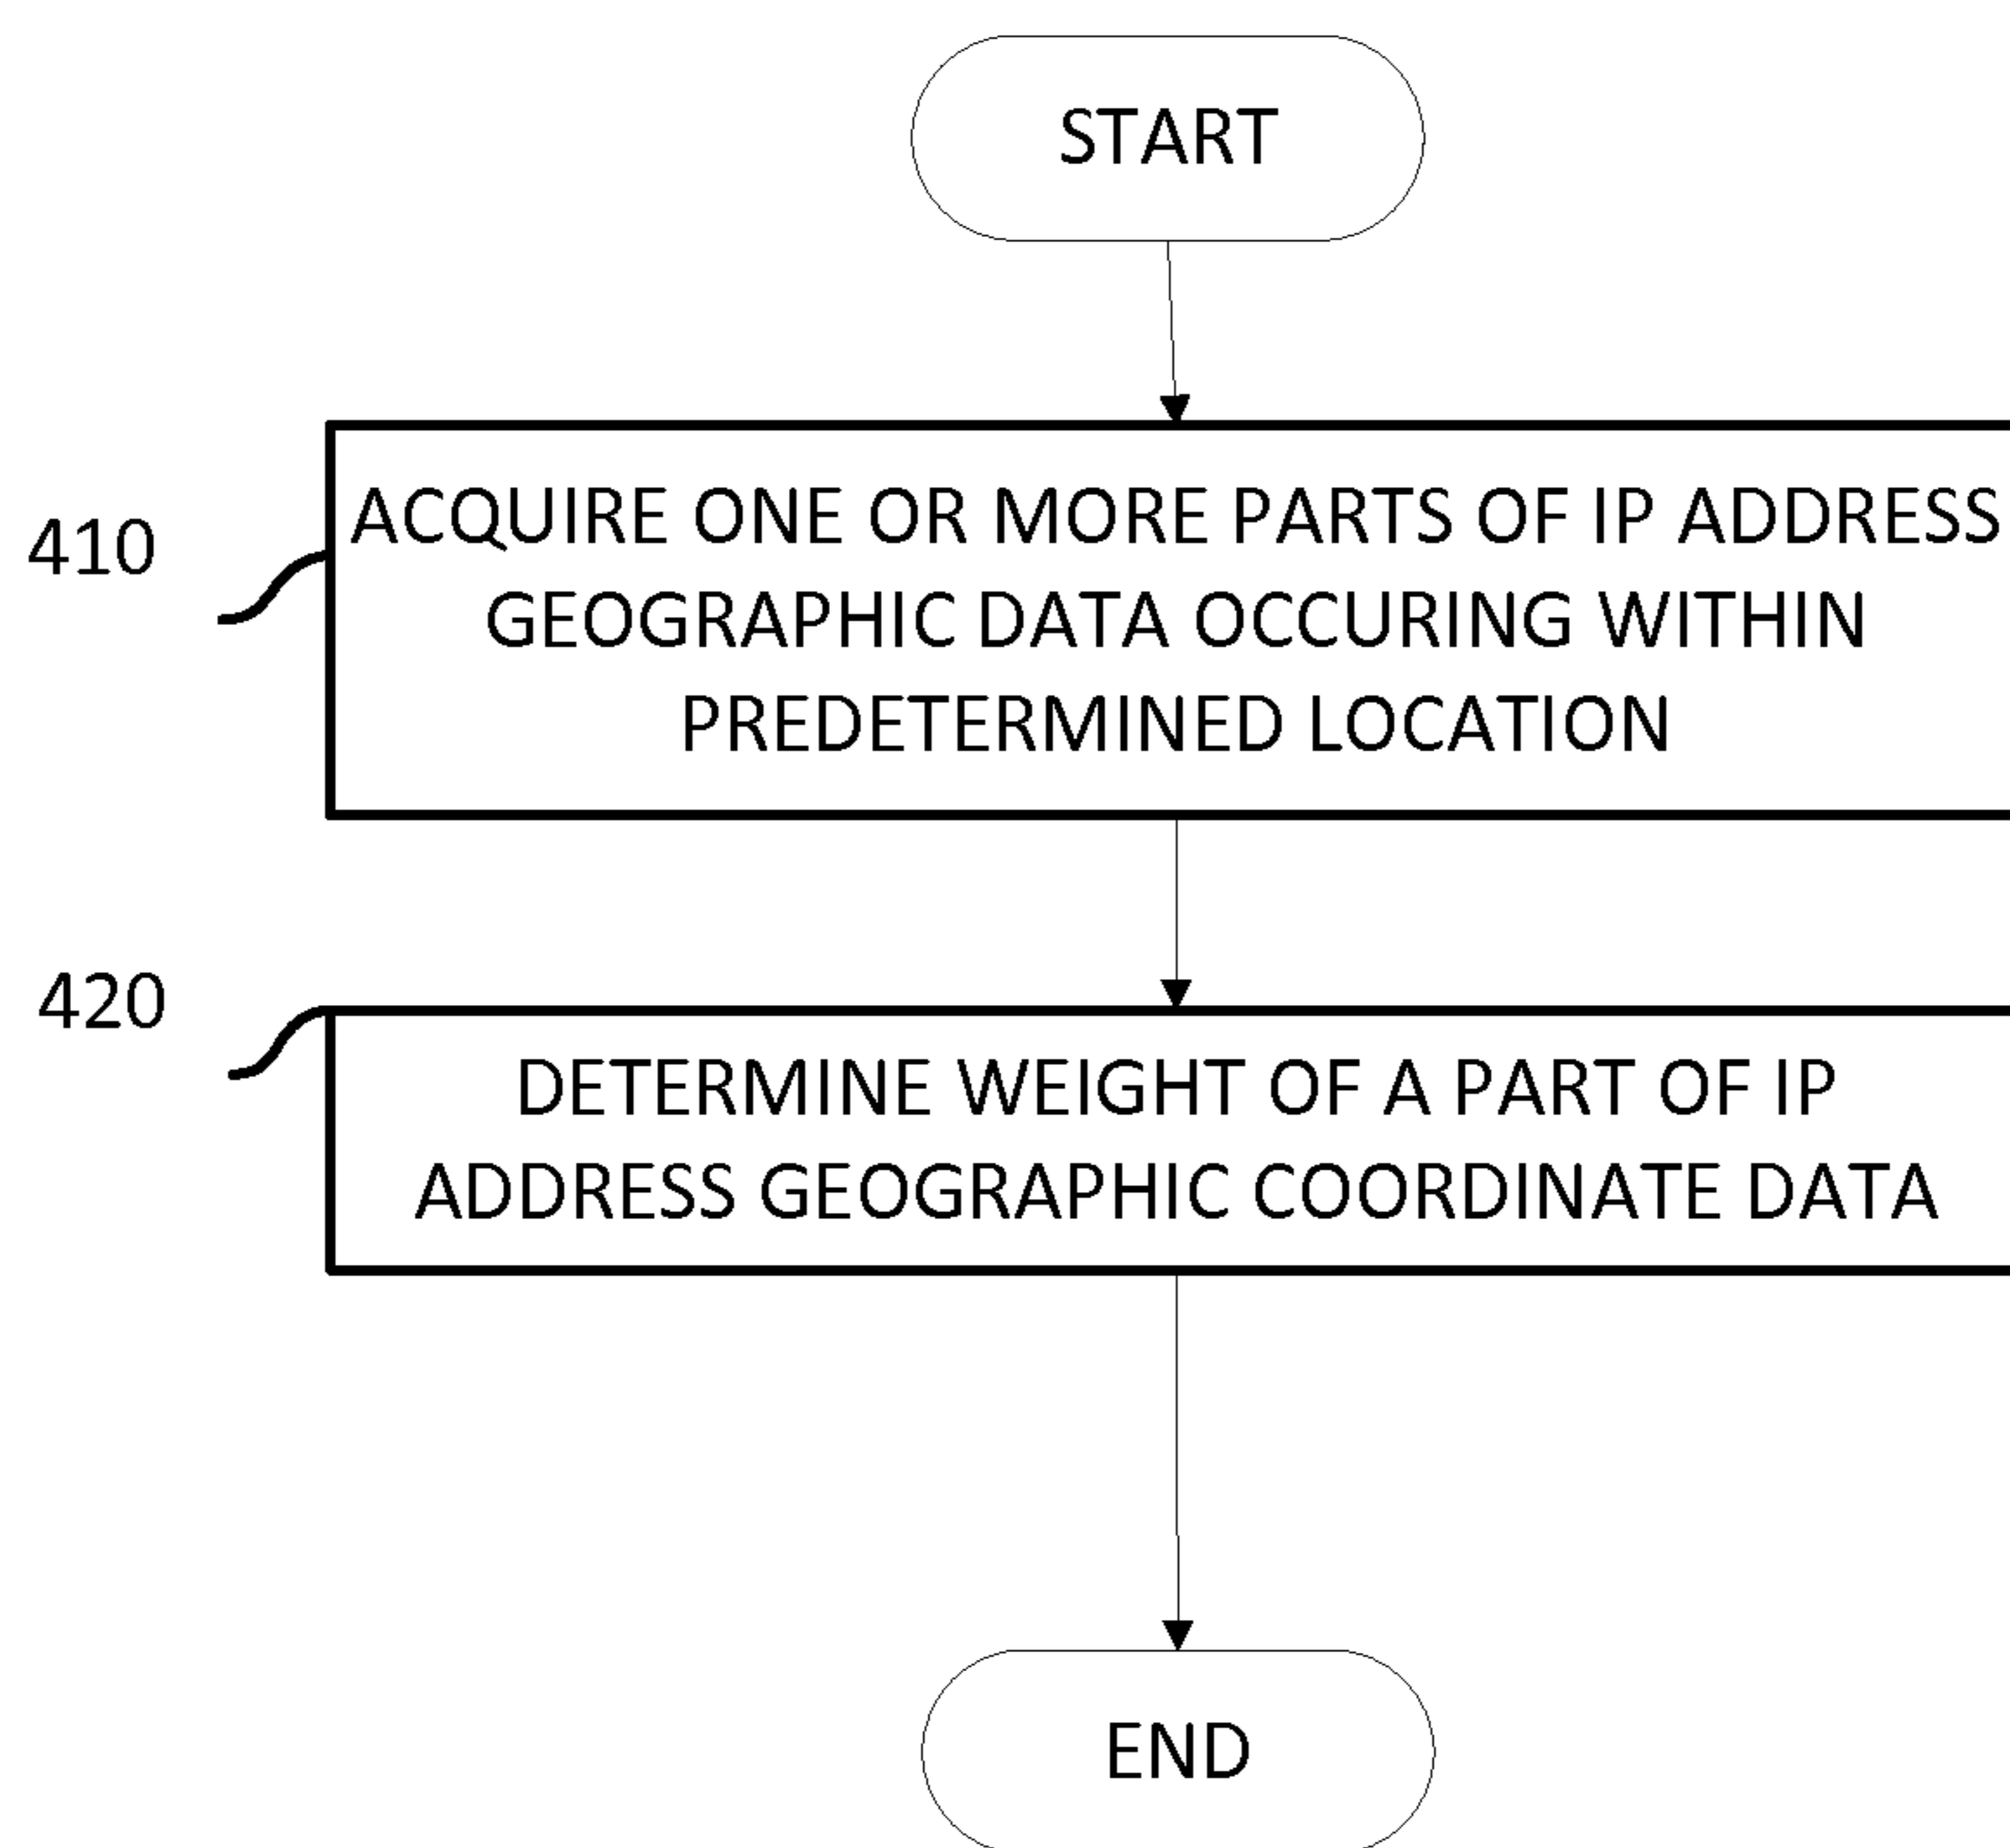 START
410
ACQUIRE ONE OR MORE PARTS OF IP ADDRESS
GEOGRAPHIC DATA OCCURING WITHIN
PREDETERMINED LOCATION
420
DETERMINE WEIGHT OF A PART OF IP
ADDRESS GEOGRAPHIC COORDINATE DATA
END